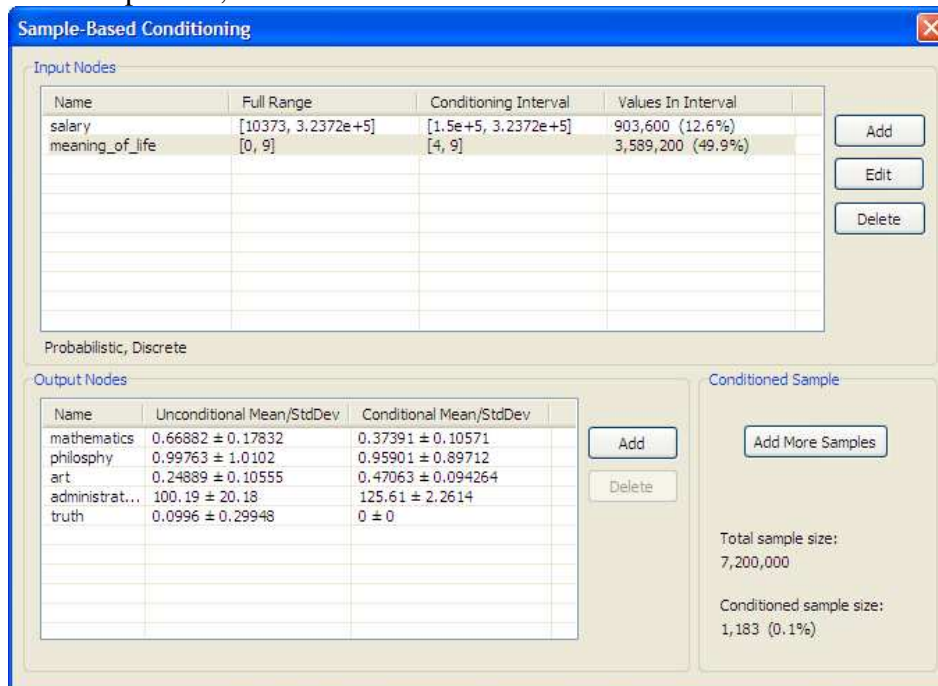 Sample-Based Conditioning
Input Nodes
Name Full Range Conditioning Interval Values In Interval
salary [10373, 3.2372e+5] [1.5e+5, 3.2372e+5] 903,600 (12.6%)
meaning_of_life [0, 9] [4, 9] 3,589,200 (49.9%)
Add
Edit
Delete
Probabilistic, Discrete
Output Nodes
Name Unconditional Mean/StdDev Conditional Mean/StdDev
mathematics 0.66882 ± 0.17832 0.37391 ± 0.10571
philosphy 0.99763 ± 1.0102 0.95901 ± 0.89712
art 0.24889 ± 0.10555 0.47063 ± 0.094264
administrat... 100.19 ± 20.18 125.61 ± 2.2614
truth 0.0996 ± 0.29948 0 ± 0
Add
Delete
Conditioned Sample
Add More Samples
Total sample size:
7,200,000
Conditioned sample size:
1,183 (0.1%)